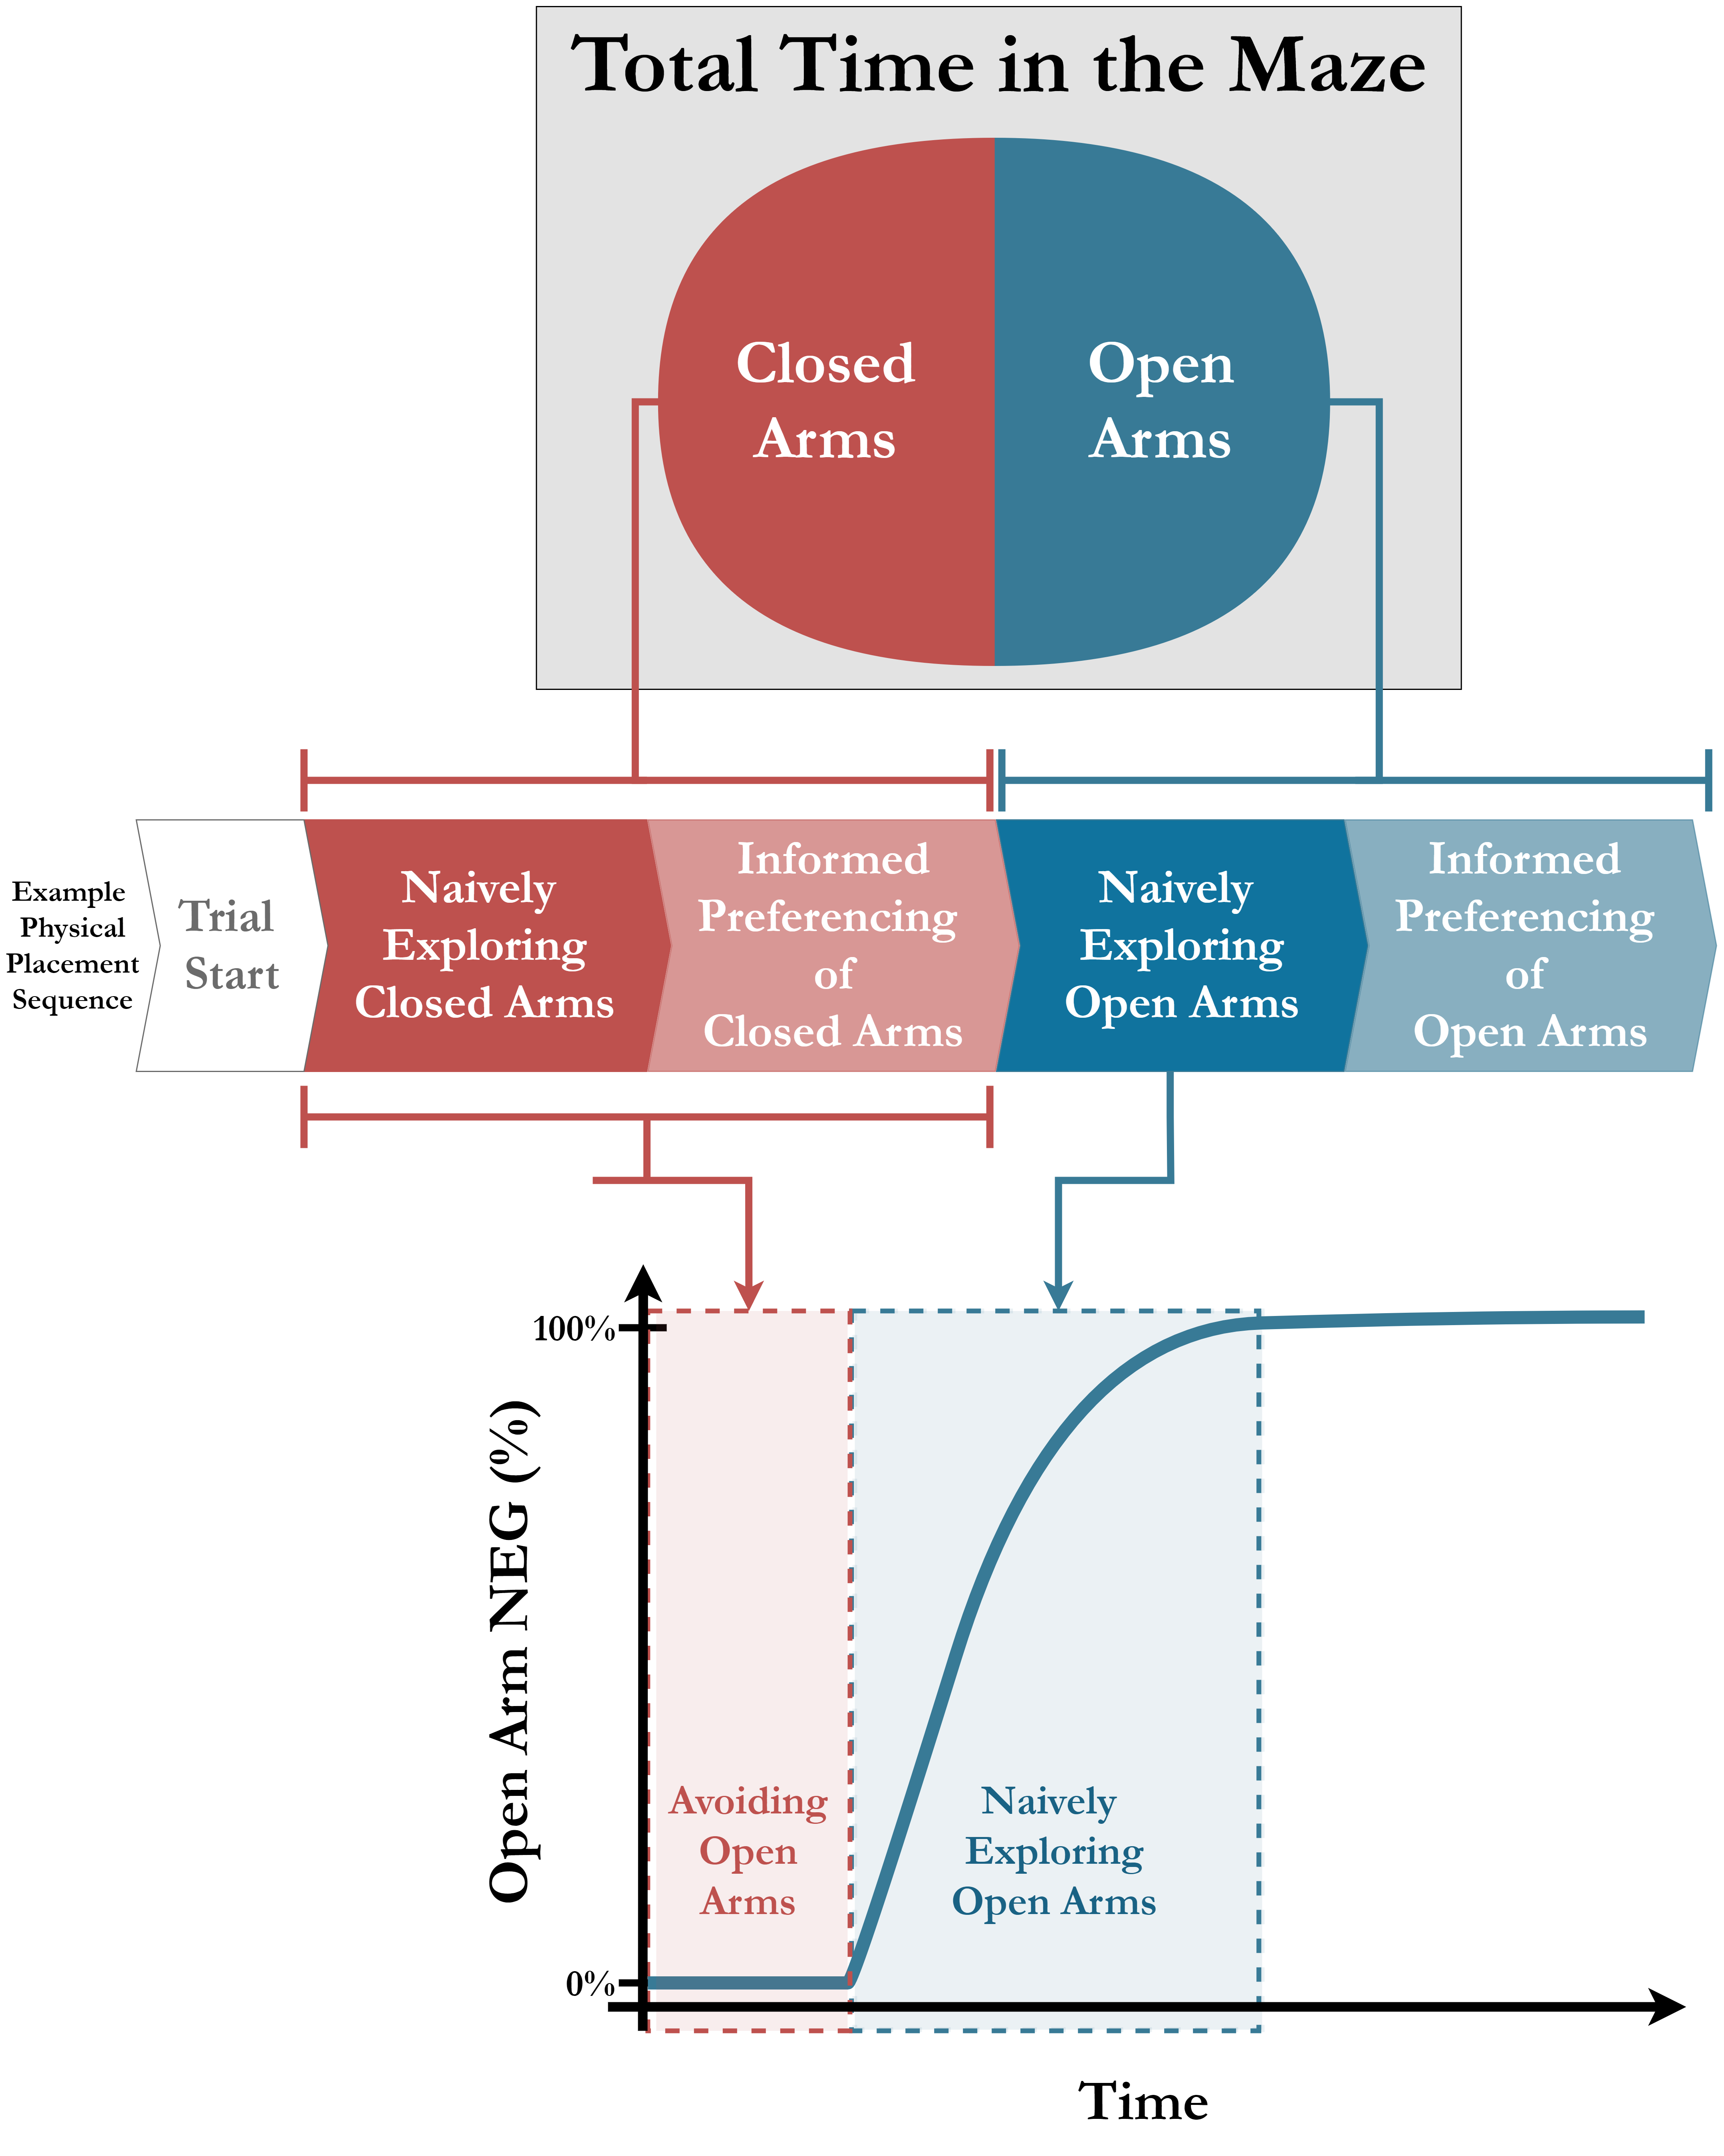 Total Time in the Maze
Closed
Arms
Open
Arms
Example
Physical
Placement
Sequence
Trial
Start
Naively
Exploring
Closed Arms
Informed
Preferencing
of
Closed Arms
Naively
Exploring
Open Arms
Informed
Preferencing
of
Open Arms
100%
Open Arm NEG (%)
Avoiding
Open
Arms
Naively
Exploring
Open Arms
0%
Time